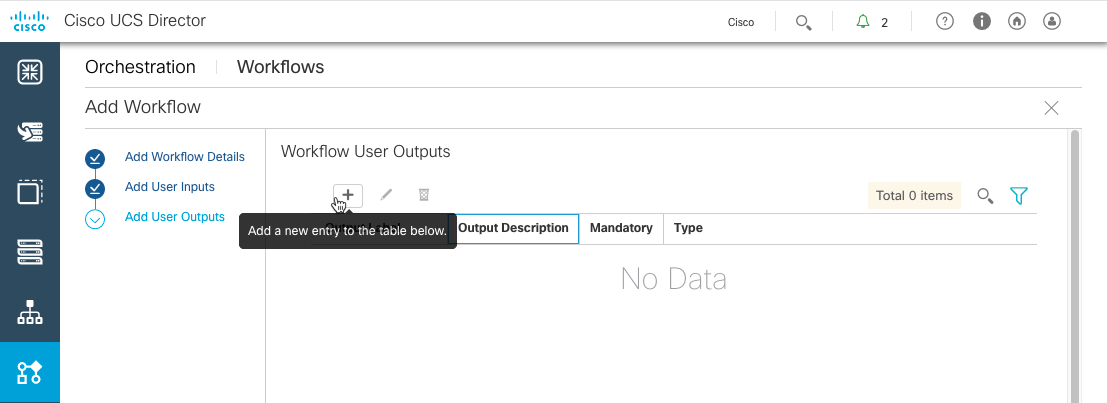 cisco Cisco UCS Director Cisco 2
Orchestration Workflows
Add Workflow
Add Workflow Details
Add User Inputs
Add User Outputs
Workflow User Outputs
Total 0 items
Add a new entry to the table below.
Output Description Mandatory Type
No Data